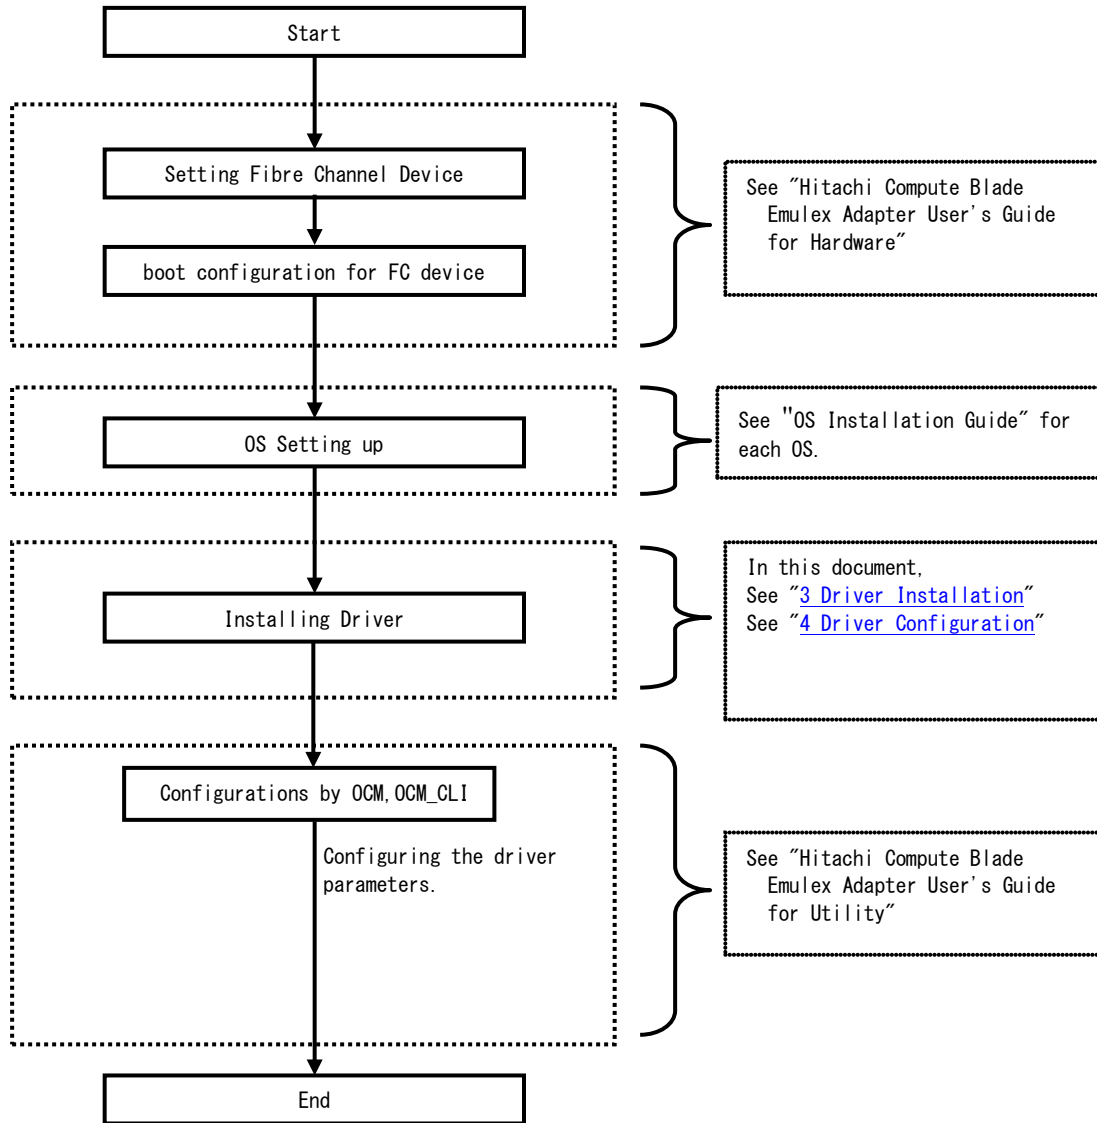 Start
Setting Fibre Channel Device
boot configuration for FC device
See "Hitachi Compute Blade
Emulex Adapter User's Guide
for Hardware"
OS Setting up
See "OS Installation Guide" for
each OS.
Installing Driver
In this document,
See "3 Driver Installation"
See "4 Driver Configuration"
Configurations by OCM,OCM_CLI
Configuring the driver
parameters.
See "Hitachi Compute Blade
Emulex Adapter User's Guide
for Utility"
End